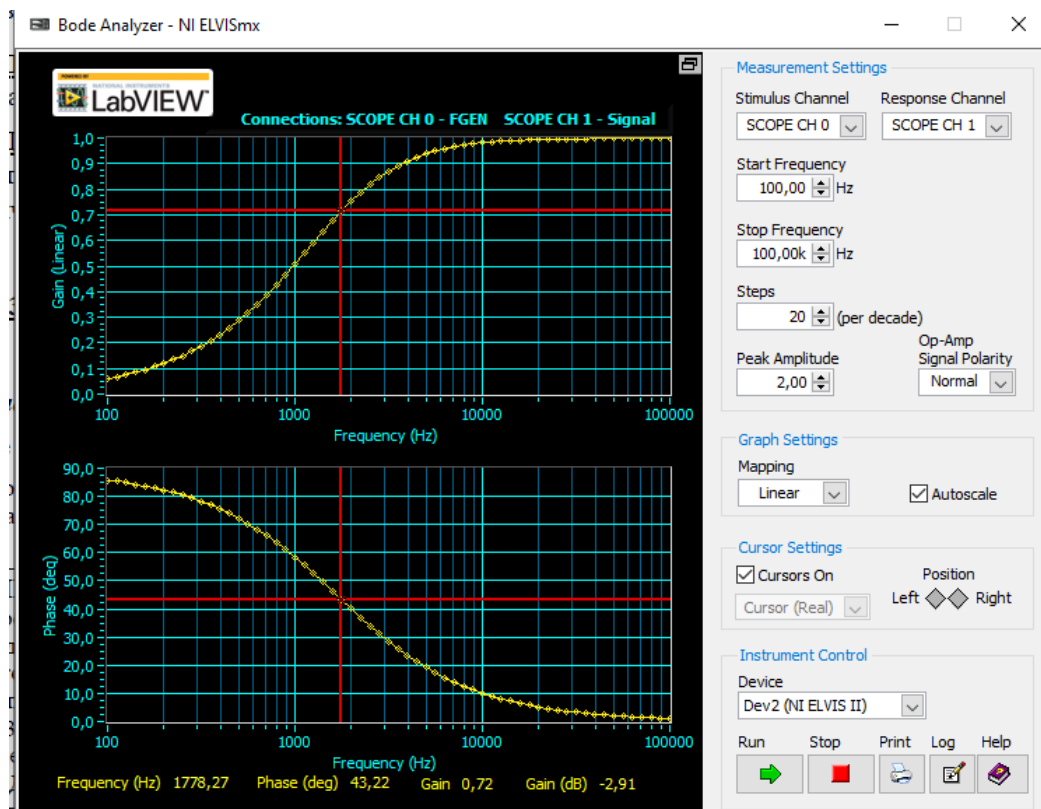 Bode Analyzer - NI ELVISmx
POWERED BY
NATIONAL INSTRUMENTS
LabVIEW™
Connections: SCOPE CH 0 - FGEN SCOPE CH 1 - Signal
Gain (Linear)
1,0
0,9
0,8
0,7
0,6
0,5
0,4
0,3
0,2
0,1
0,0
100 1000 10000 100000
Frequency (Hz)
Phase (deg)
90,0
80,0
70,0
60,0
50,0
40,0
30,0
20,0
10,0
0,0
100 1000 10000 100000
Frequency (Hz)
Frequency (Hz) 1778,27 Phase (deg) 43,22 Gain 0,72 Gain (dB) -2,91
Measurement Settings
Stimulus Channel Response Channel
SCOPE CH 0 SCOPE CH 1
Start Frequency
100,00 Hz
Stop Frequency
100,00k Hz
Steps
20 (per decade)
Op-Amp
Peak Amplitude Signal Polarity
2,00 Normal
Graph Settings
Mapping
Linear Autoscale
Cursor Settings
Cursors On Position
Cursor (Real) Left Right
Instrument Control
Device
Dev2 (NI ELVIS II)
Run Stop Print Log Help